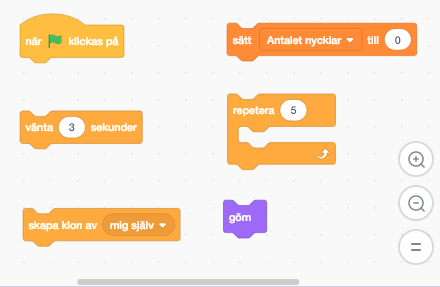 när klickas på
sätt Antalet nycklar till 0
vänta 3 sekunder
repetera 5
skapa klon av mig själv
göm